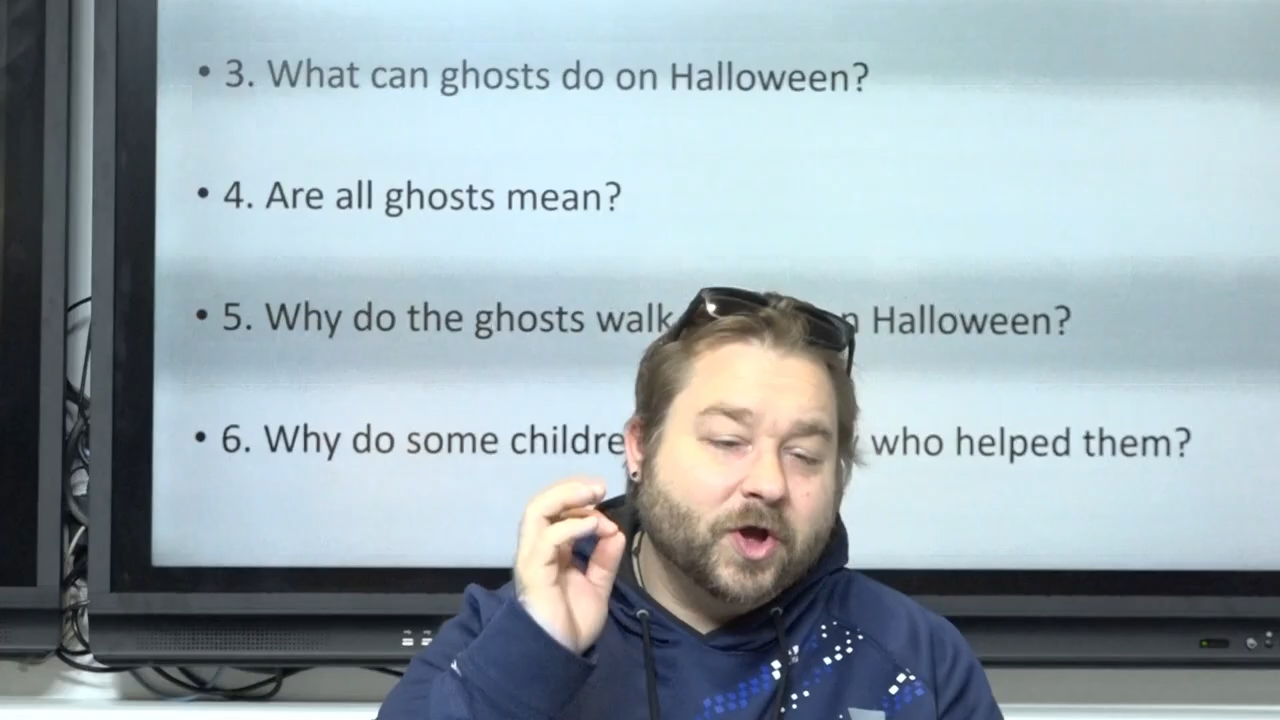 • 3. What can ghosts do on Halloween?
• 4. Are all ghosts mean?
• 5. Why do the ghosts walk Halloween?
• 6. Why do some who helped them?